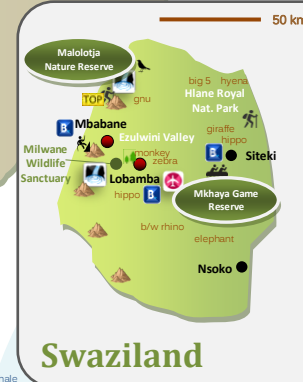 50 km
Malolotja
Nature Reserve
big 5 hyena
Hlane Royal
Nat. Park
TOP
gnu
B.
Mbabane
Ezulwini Valley
giraffe
hippo
Milwane
Wildlife
Sanctuary
monkey
zebra
B.
Siteki
Lobamba
hippo
B.
Mkhaya Game
Reserve
b/w rhino
elephant
Nsoko
Swaziland